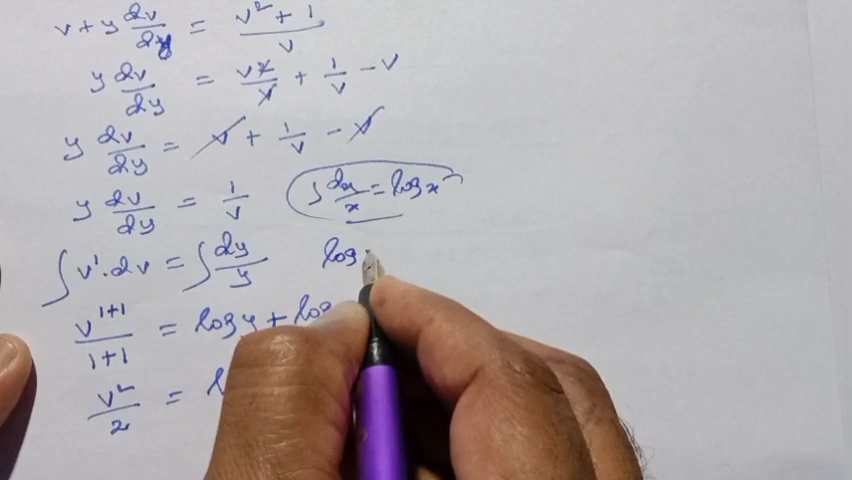 v + y dv/dy = v² + 1 / v
y dv/dy = v² / v + 1/v - v
y dv/dy = v + 1/v - v
y dv/dy = 1/v ∫ dx/x = log x
∫ v¹ . dv = ∫ dy/y log
v¹⁺¹ / 1+1 = log y + log
v² / 2 =